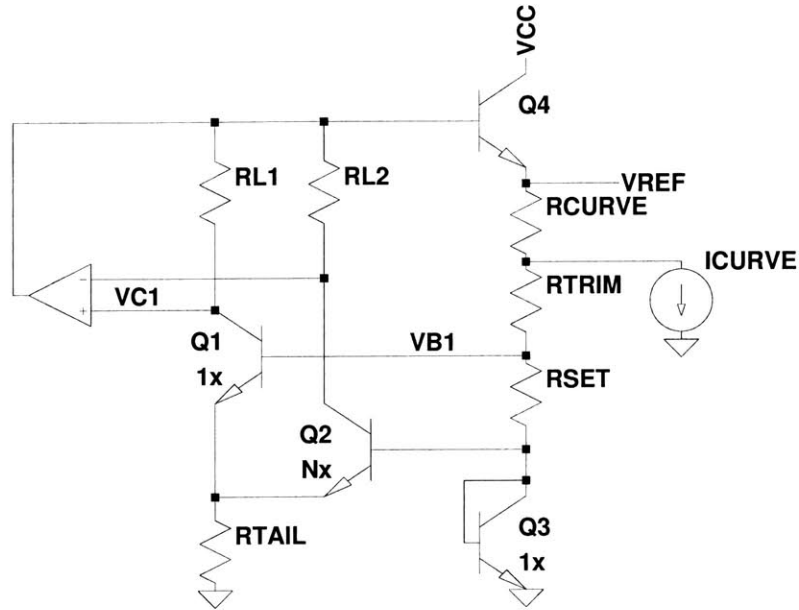 VCC
Q4
RL1
RL2
VREF
RCURVE
ICURVE
-
VC1
+
RTRIM
Q1
1x
VB1
RSET
Q2
Nx
RTAIL
Q3
1x